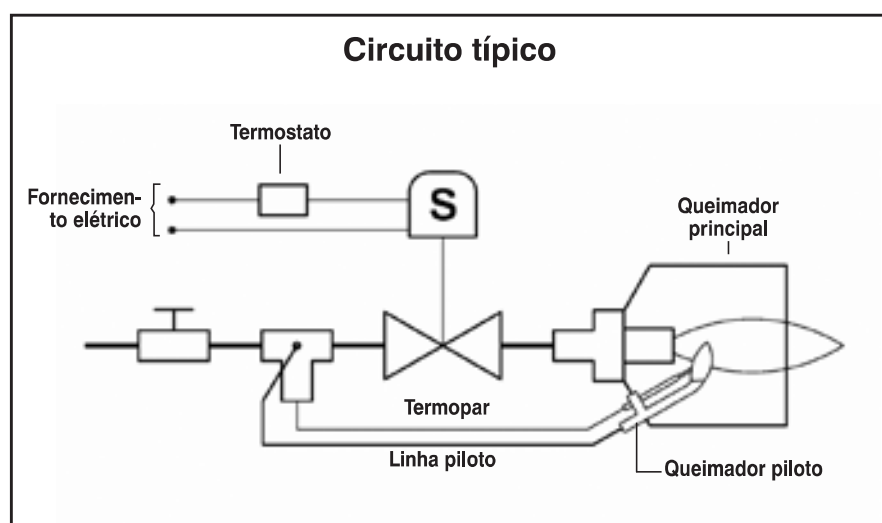 Circuito típico
Termostato
Fornecimen-
to elétrico
S
Queimador
principal
Termopar
Linha piloto
Queimador piloto